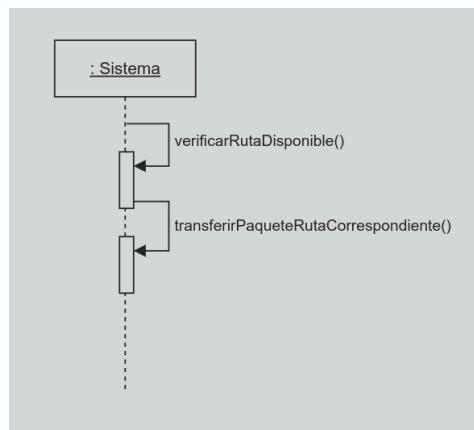 : Sistema
verificarRutaDisponible()
transferirPaqueteRutaCorrespondiente()